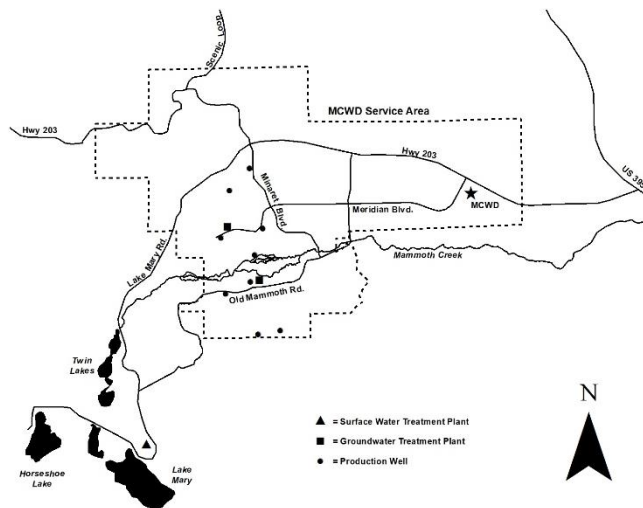 Scenic Loop
MCWD Service Area
Hwy 203
Hwy 203
US 395
Minaret Blvd
MCWD
Meridian Blvd.
Lake Mary Rd.
Mammoth Creek
Old Mammoth Rd.
Twin
Lakes
N
= Surface Water Treatment Plant
= Groundwater Treatment Plant
= Production Well
Horseshoe
Lake
Lake
Mary